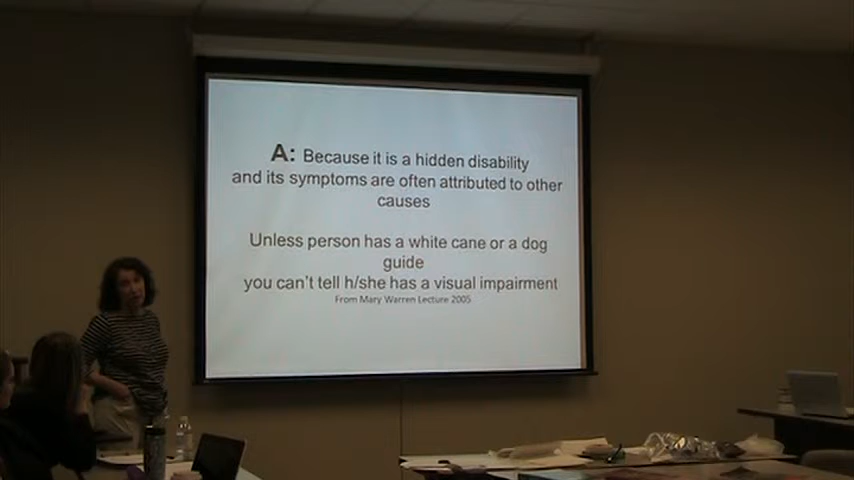 A: Because it is a hidden disability
and its symptoms are often attributed to other
causes
Unless person has a white cane or a dog
guide
you can't tell h/she has a visual impairment
From Mary Warren Lecture 2005